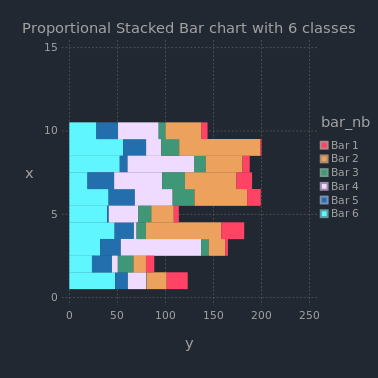 Proportional Stacked Bar chart with 6 classes
15
10
5
0
x
0 50 100 150 200 250
y
bar_nb
Bar 1
Bar 2
Bar 3
Bar 4
Bar 5
Bar 6